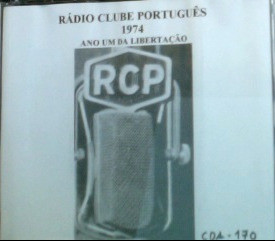 RÁDIO CLUBE PORTUGUÊS
1974
ANO UM DA LIBERTAÇÃO
RCP
CDA-170